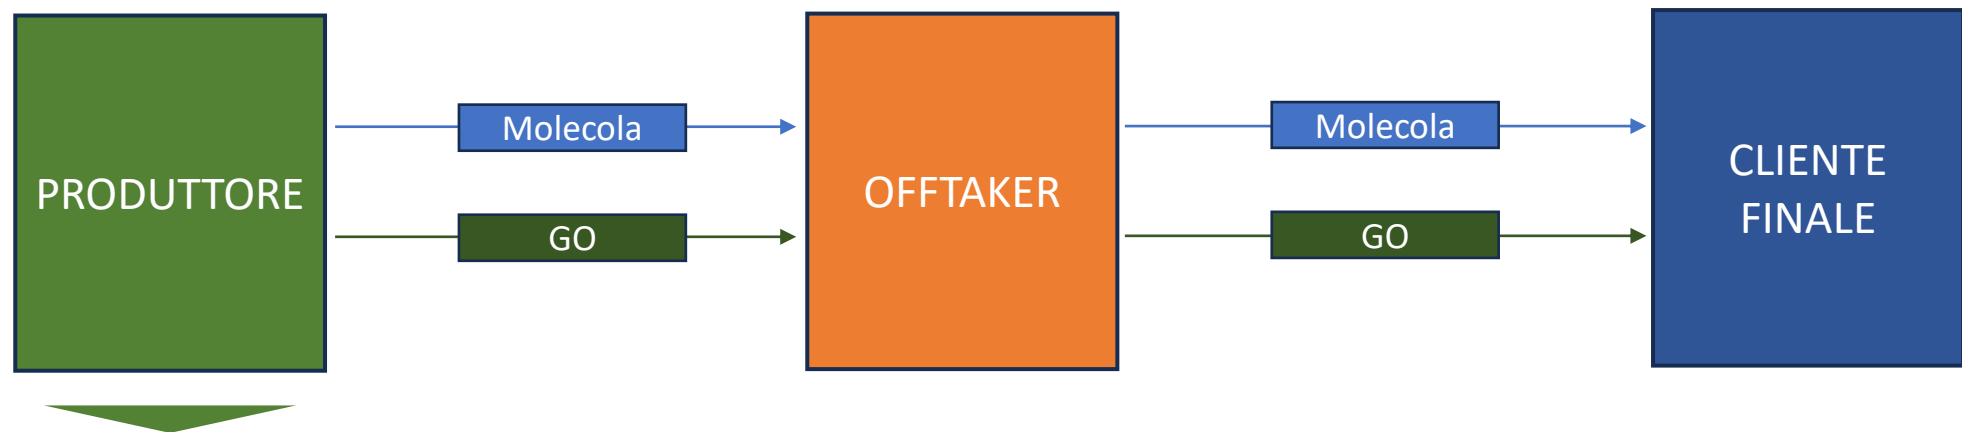 PRODUTTORE
Molecola
GO
OFFTAKER
Molecola
GO
CLIENTE
FINALE